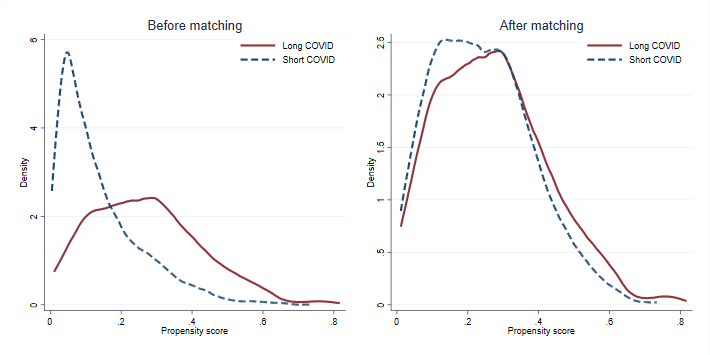 Before matching
Long COVID
Short COVID
6
4
2
0
Density
0
.2
.4
.6
.8
Propensity score
After matching
Long COVID
Short COVID
2.5
2
1.5
1
.5
0
Density
0
.2
.4
.6
.8
Propensity score